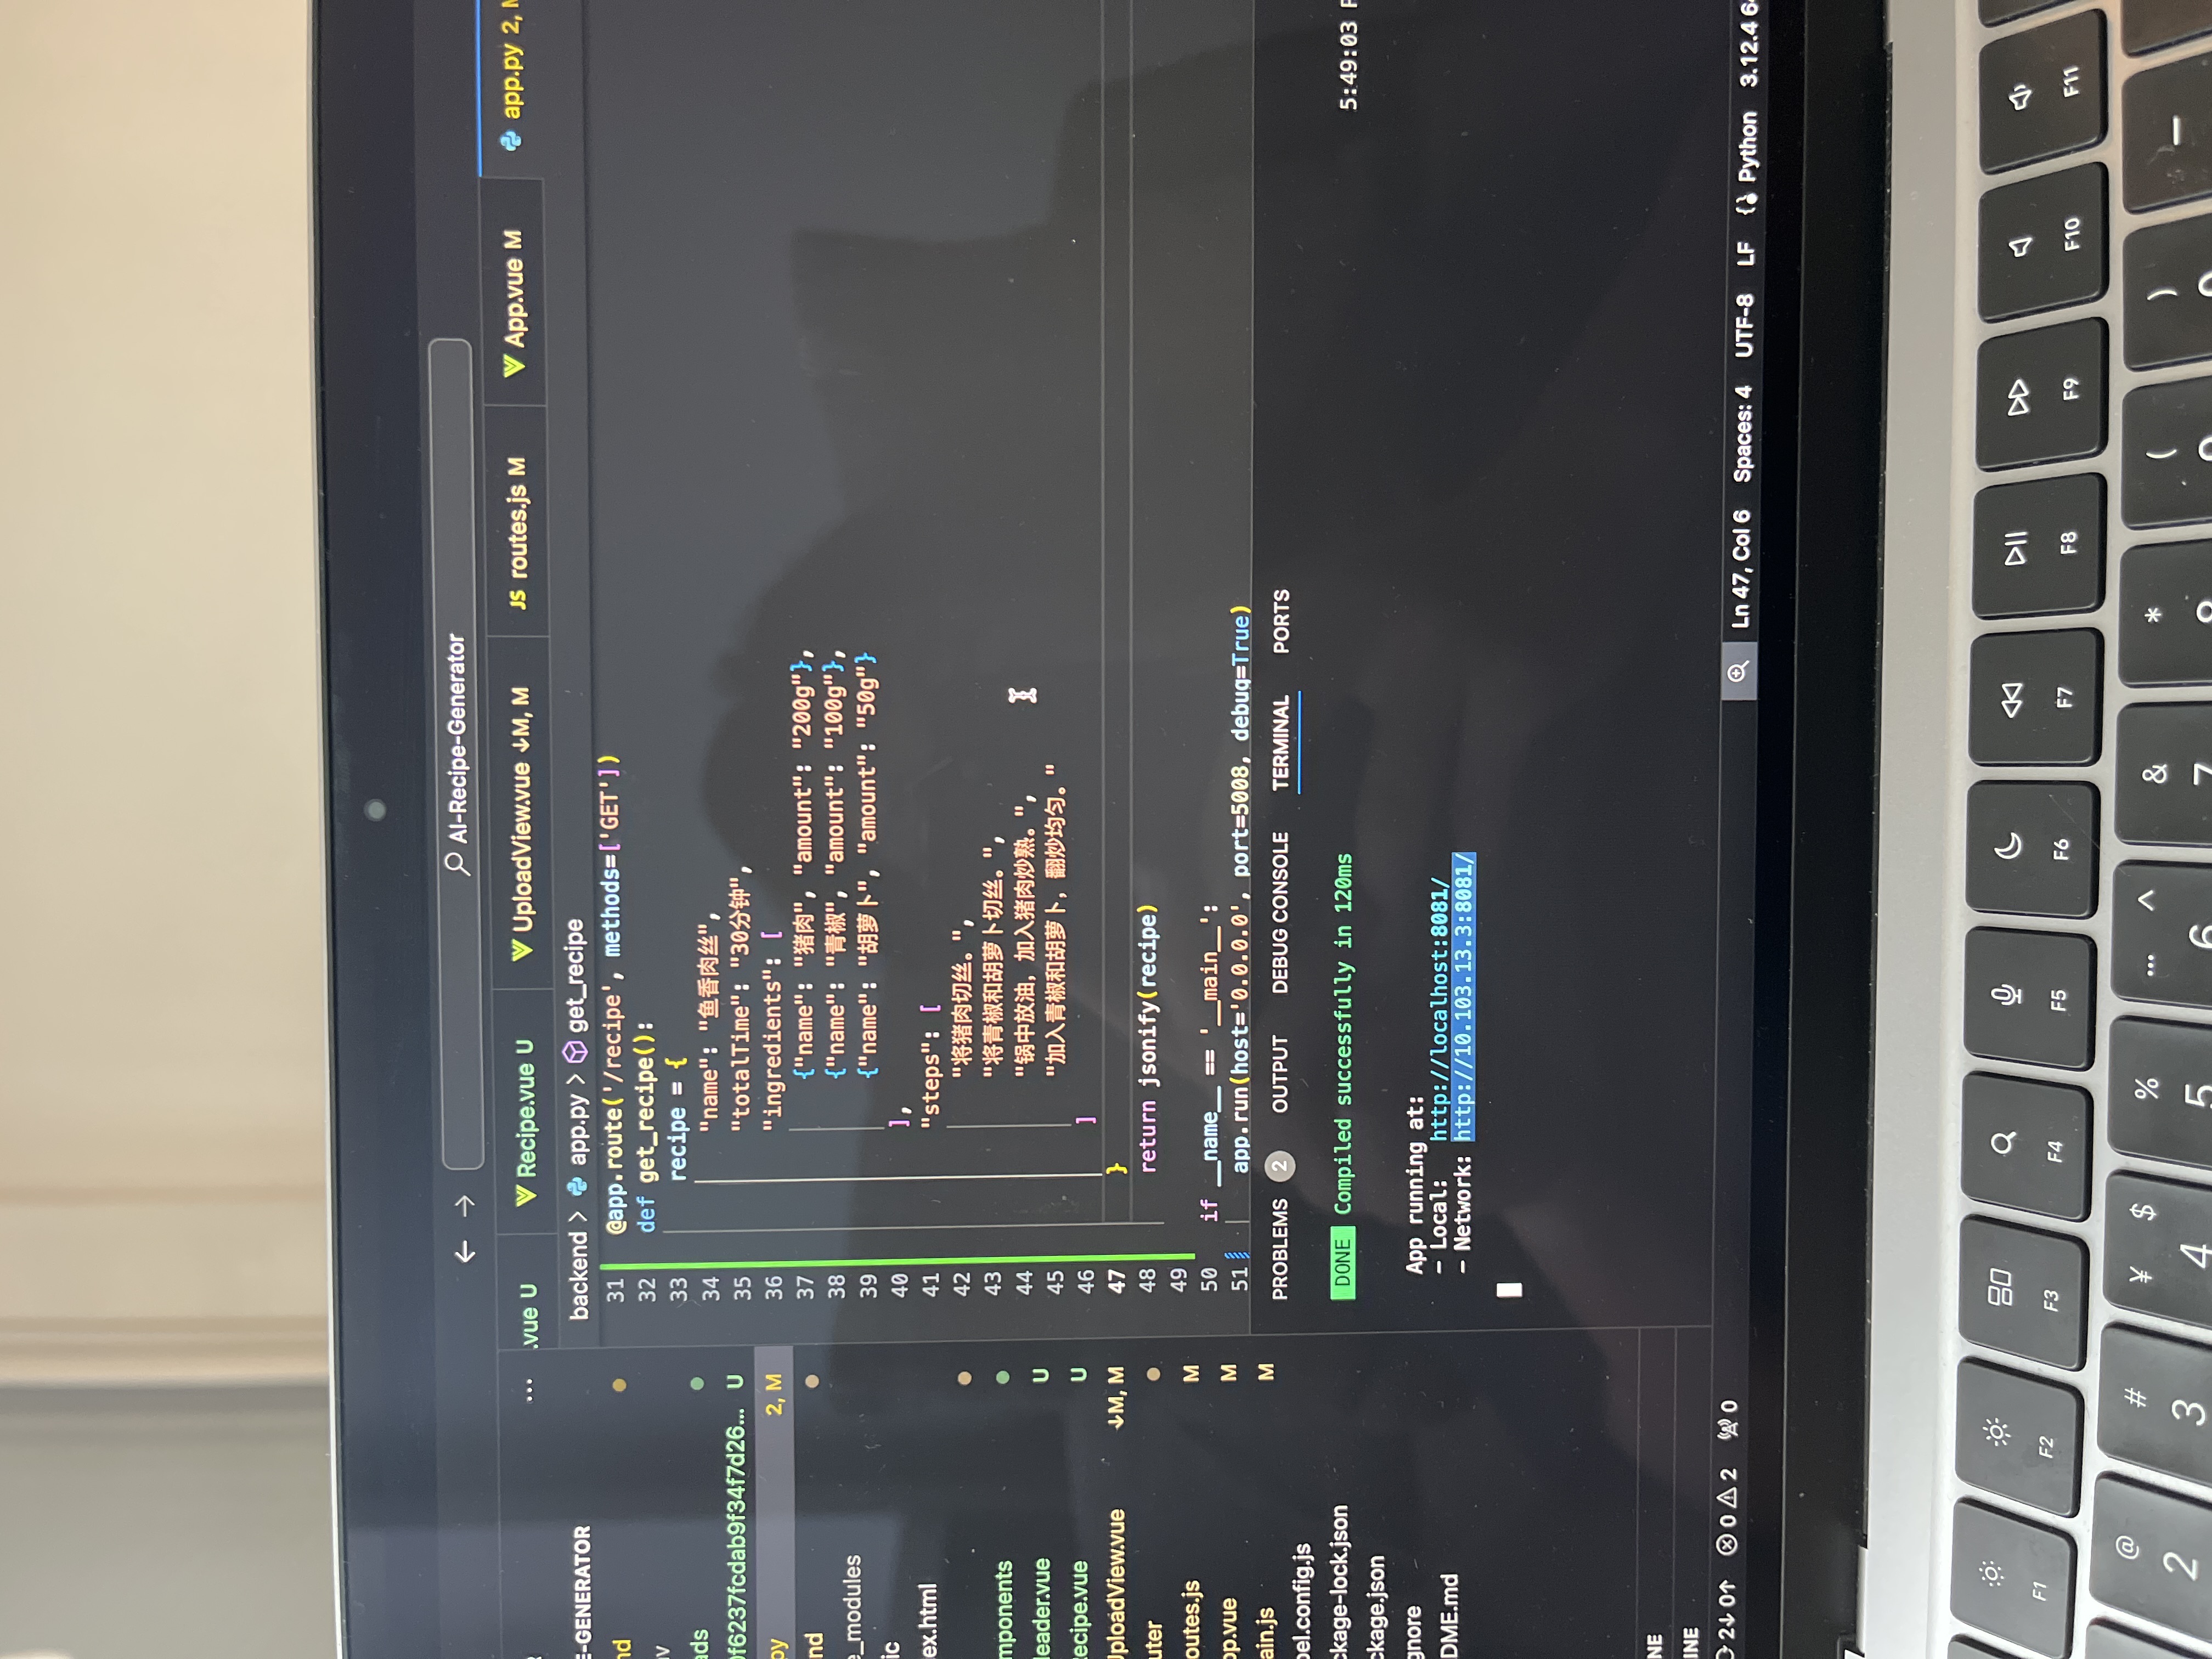 AI-Recipe-Generator
.vue U
Recipe.vue U
UploadView.vue ↓M, M
JS routes.js M
App.vue M
app.py 2, M
...
E-GENERATOR
nd
v
ads
0f6237fcdab9f34f7d26... U
py 2, M
nd
e_modules
ic
ex.html
mponents
Header.vue U
Recipe.vue U
UploadView.vue ↓M, M
uter
routes.js M
pp.vue M
ain.js M
bel.config.js
ckage-lock.json
ckage.json
gnore
DME.md
NE
INE
backend > app.py > get_recipe
31 @app.route('/recipe', methods=['GET'])
32 def get_recipe():
33 recipe = {
34 "name": "鱼香肉丝",
35 "totalTime": "30分钟",
36 "ingredients": [
37 {"name": "猪肉", "amount": "200g"},
38 {"name": "青椒", "amount": "100g"},
39 {"name": "胡萝卜", "amount": "50g"}
40 ],
41 "steps": [
42 "将猪肉切丝。",
43 "将青椒和胡萝卜切丝。",
44 "锅中放油，加入猪肉炒熟。",
45 "加入青椒和胡萝卜，翻炒均匀。"
46 ]
47 }
48 return jsonify(recipe)
49
50 if __name__ == '__main__':
51 app.run(host='0.0.0.0', port=5008, debug=True)
PROBLEMS 2 OUTPUT DEBUG CONSOLE TERMINAL PORTS
DONE Compiled successfully in 120ms 5:49:03
App running at:
- Local: http://localhost:8081/
- Network: http://10.103.13.3:8081/
2↓ 0↑ 0 2 0
Ln 47, Col 6 Spaces: 4 UTF-8 LF Python 3.12.4
F1 F2 F3 F4 F5 F6 F7 F8 F9 F10 F11
@ # ¥ $ % … ^ & * ( ) —
2 3 4 5 6 7 8 9 0